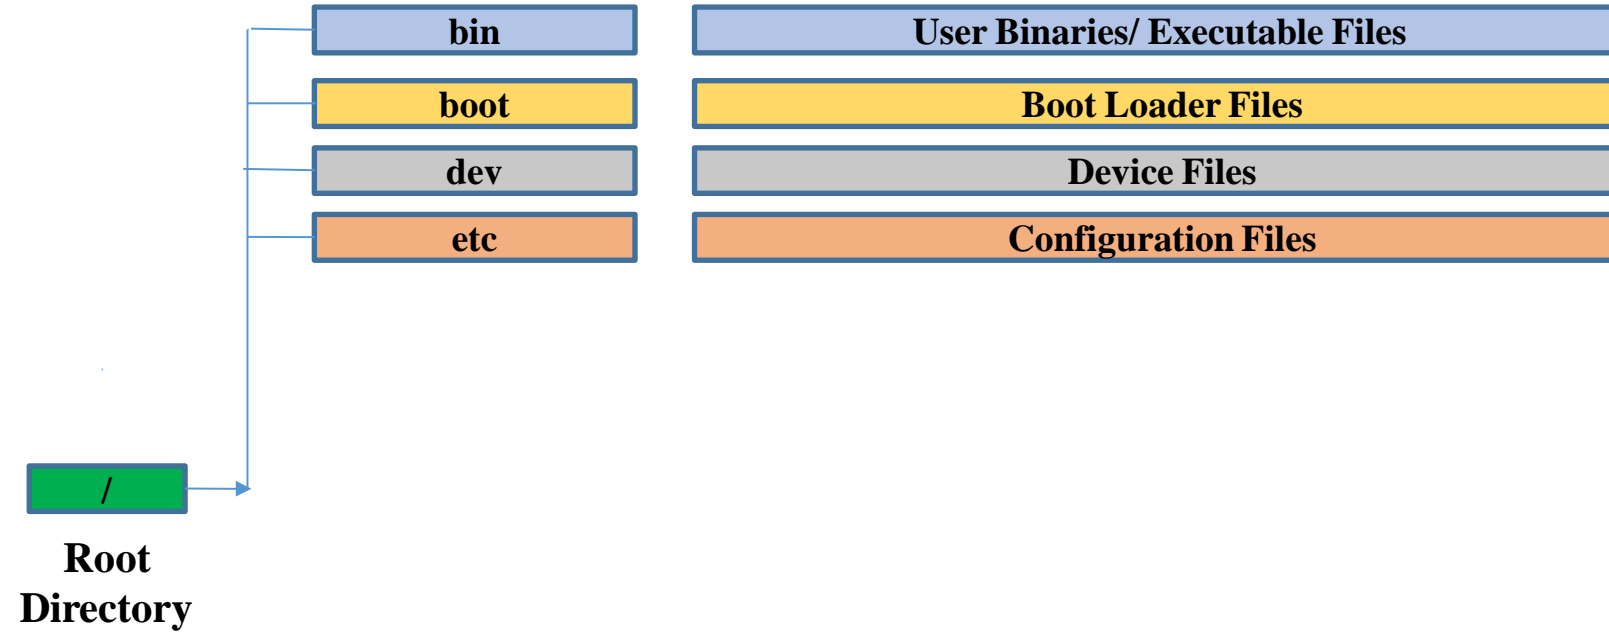 bin User Binaries/ Executable Files
boot Boot Loader Files
dev Device Files
etc Configuration Files
/
Root
Directory